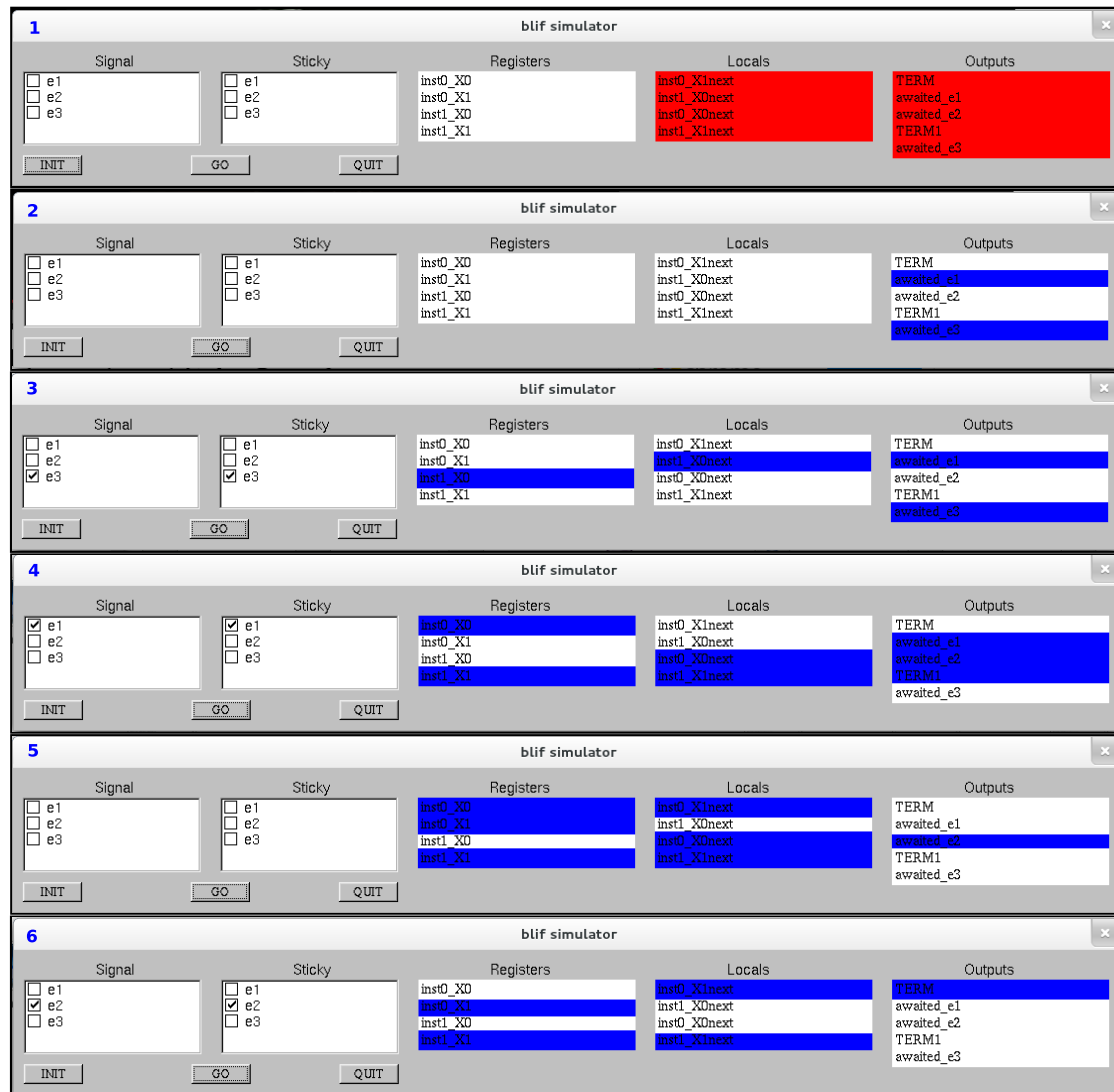 1 blif simulator ×
Signal Sticky Registers Locals Outputs
e1 e1 inst0_X0 inst0_X1next TERM
e2 e2 inst0_X1 inst1_X0next awaited_e1
e3 e3 inst1_X0 inst0_X0next awaited_e2
inst1_X1 inst1_X1next TERM1
awaited_e3
INIT GO QUIT
2 blif simulator ×
Signal Sticky Registers Locals Outputs
e1 e1 inst0_X0 inst0_X1next TERM
e2 e2 inst0_X1 inst1_X0next awaited_e1
e3 e3 inst1_X0 inst0_X0next awaited_e2
inst1_X1 inst1_X1next TERM1
awaited_e3
INIT GO QUIT
3 blif simulator ×
Signal Sticky Registers Locals Outputs
e1 e1 inst0_X0 inst0_X1next TERM
e2 e2 inst0_X1 inst1_X0next awaited_e1
e3 e3 inst1_X0 inst0_X0next awaited_e2
inst1_X1 inst1_X1next TERM1
awaited_e3
INIT GO QUIT
4 blif simulator ×
Signal Sticky Registers Locals Outputs
e1 e1 inst0_X0 inst0_X1next TERM
e2 e2 inst0_X1 inst1_X0next awaited_e1
e3 e3 inst1_X0 inst0_X0next awaited_e2
inst1_X1 inst1_X1next TERM1
awaited_e3
INIT GO QUIT
5 blif simulator ×
Signal Sticky Registers Locals Outputs
e1 e1 inst0_X0 inst0_X1next TERM
e2 e2 inst0_X1 inst1_X0next awaited_e1
e3 e3 inst1_X0 inst0_X0next awaited_e2
inst1_X1 inst1_X1next TERM1
awaited_e3
INIT GO QUIT
6 blif simulator ×
Signal Sticky Registers Locals Outputs
e1 e1 inst0_X0 inst0_X1next TERM
e2 e2 inst0_X1 inst1_X0next awaited_e1
e3 e3 inst1_X0 inst0_X0next awaited_e2
inst1_X1 inst1_X1next TERM1
awaited_e3
INIT GO QUIT